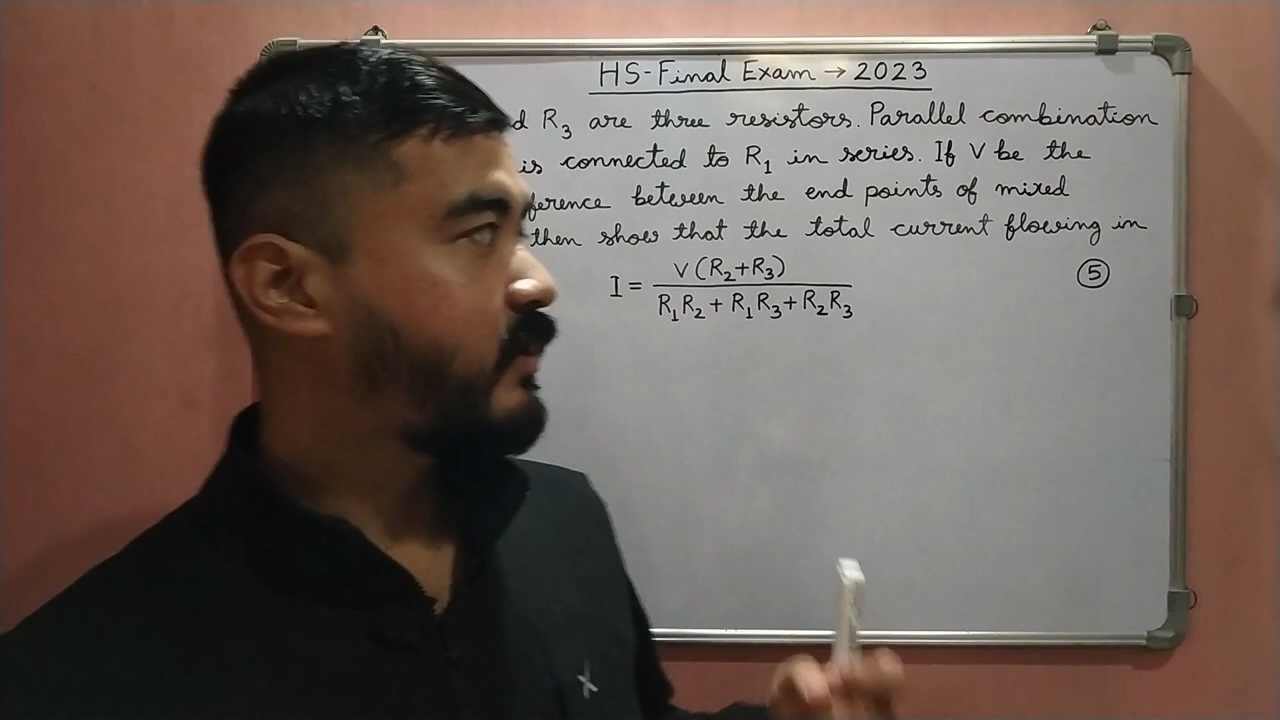 HS-Final Exam → 2023
R₃ are three resistors. Parallel combination
is connected to R₁ in series. If V be the
between the end points of mixed
then show that the total current flowing in
I = V(R₂+R₃) / R₁R₂ + R₁R₃ + R₂R₃
5